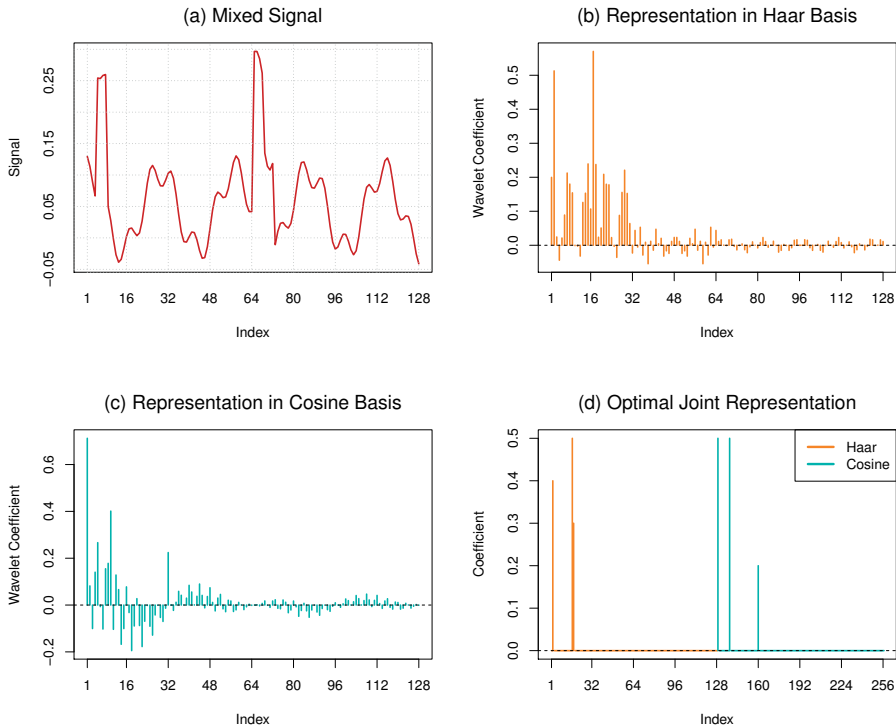 (a) Mixed Signal
Signal
0.25
0.15
0.05
−0.05
1 16 32 48 64 80 96 112 128
Index
(b) Representation in Haar Basis
Wavelet Coefficient
0.5
0.4
0.3
0.2
0.1
0.0
1 16 32 48 64 80 96 112 128
Index
(c) Representation in Cosine Basis
Wavelet Coefficient
0.6
0.4
0.2
0.0
−0.2
1 16 32 48 64 80 96 112 128
Index
(d) Optimal Joint Representation
Coefficient
0.5
0.4
0.3
0.2
0.1
0.0
Haar
Cosine
1 32 64 96 128 160 192 224 256
Index